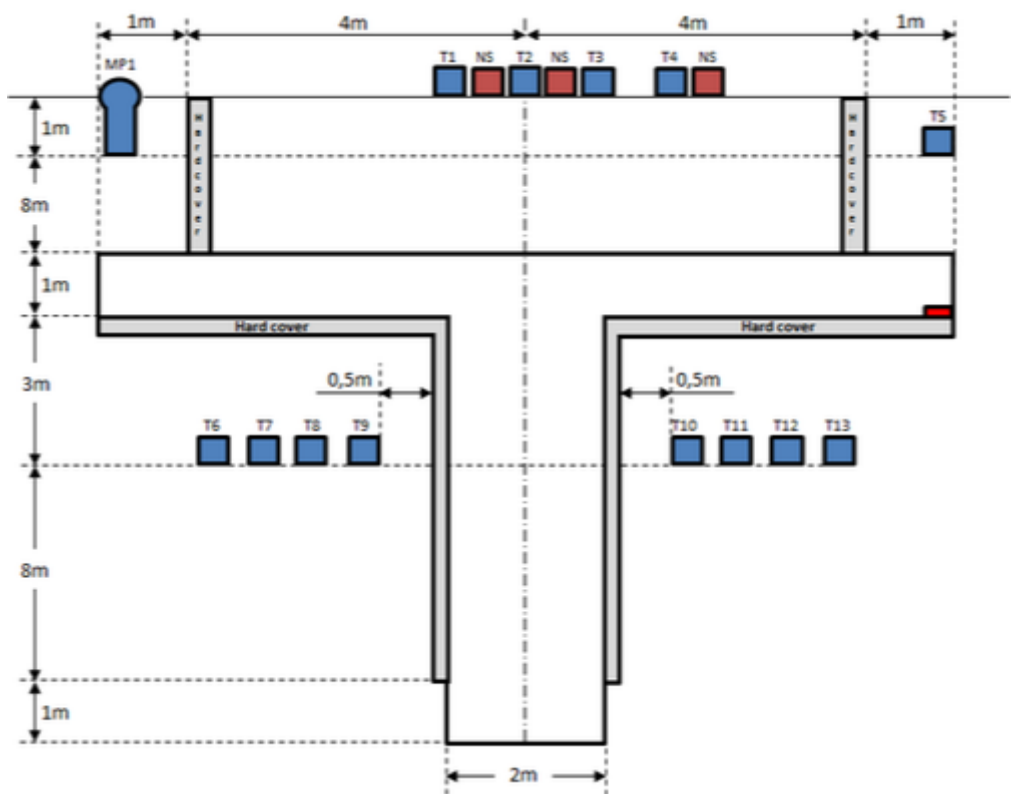 1m 4m 4m 1m
MP1 T1 NS T2 NS T3 T4 NS
1m Hardcover Hardcover T5
8m
1m
Hard cover Hard cover
3m 0,5m 0,5m
T6 T7 T8 T9 T10 T11 T12 T13
8m
1m
2m